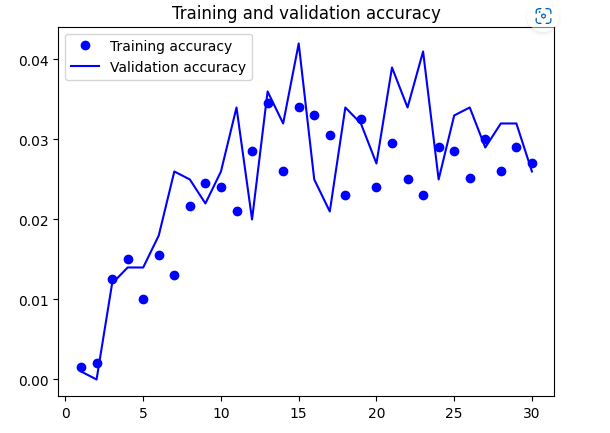 Training and validation accuracy
Training accuracy
Validation accuracy
0.04
0.03
0.02
0.01
0.00
0 5 10 15 20 25 30